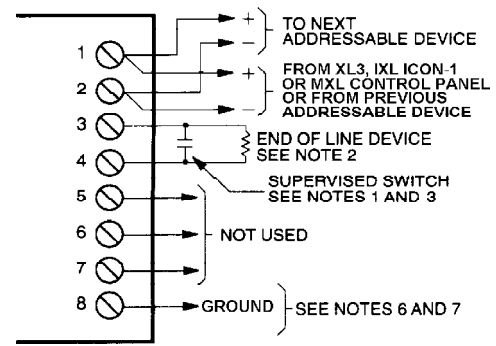 1
+
TO NEXT
ADDRESSABLE DEVICE
−
2
+
FROM XL3, IXL ICON-1
OR MXL CONTROL PANEL
OR FROM PREVIOUS
ADDRESSABLE DEVICE
−
3
END OF LINE DEVICE
SEE NOTE 2
4
SUPERVISED SWITCH
SEE NOTES 1 AND 3
5
6
NOT USED
7
8
GROUND
SEE NOTES 6 AND 7